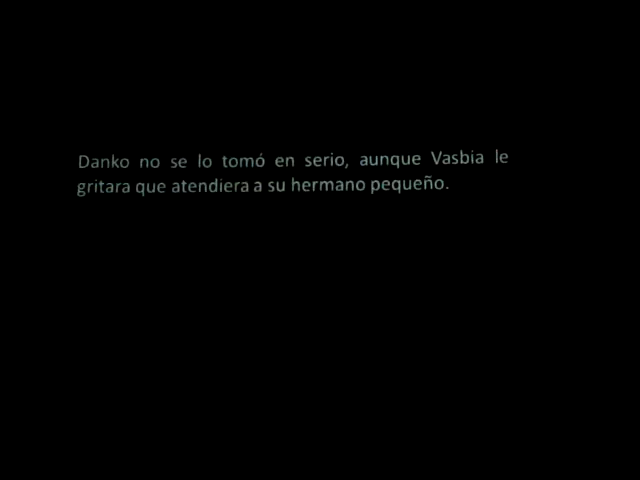 Danko no se lo tomó en serio, aunque Vasbia le
gritara que atendiera a su hermano pequeño.